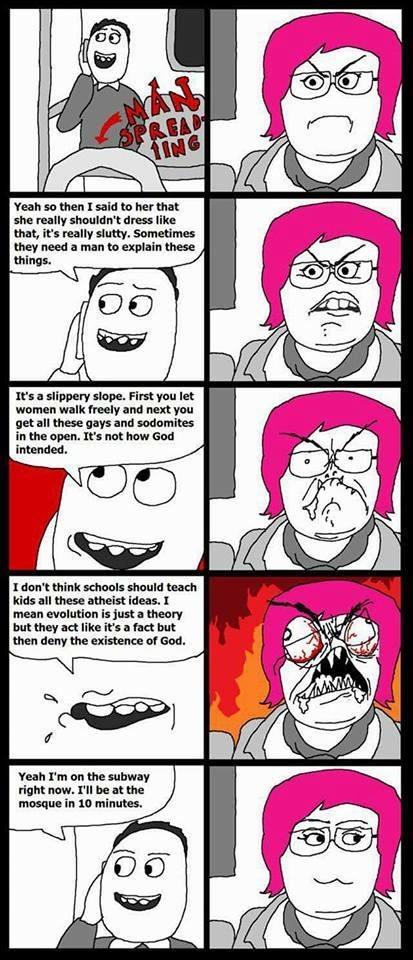 MAN
SPREAD
IING
Yeah so then I said to her that
she really shouldn't dress like
that, it's really slutty. Sometimes
they need a man to explain these
things.
It's a slippery slope. First you let
women walk freely and next you
get all these gays and sodomites
in the open. It's not how God
intended.
I don't think schools should teach
kids all these atheist ideas. I
mean evolution is just a theory
but they act like it's a fact but
then deny the existence of God.
Yeah I'm on the subway
right now. I'll be at the
mosque in 10 minutes.